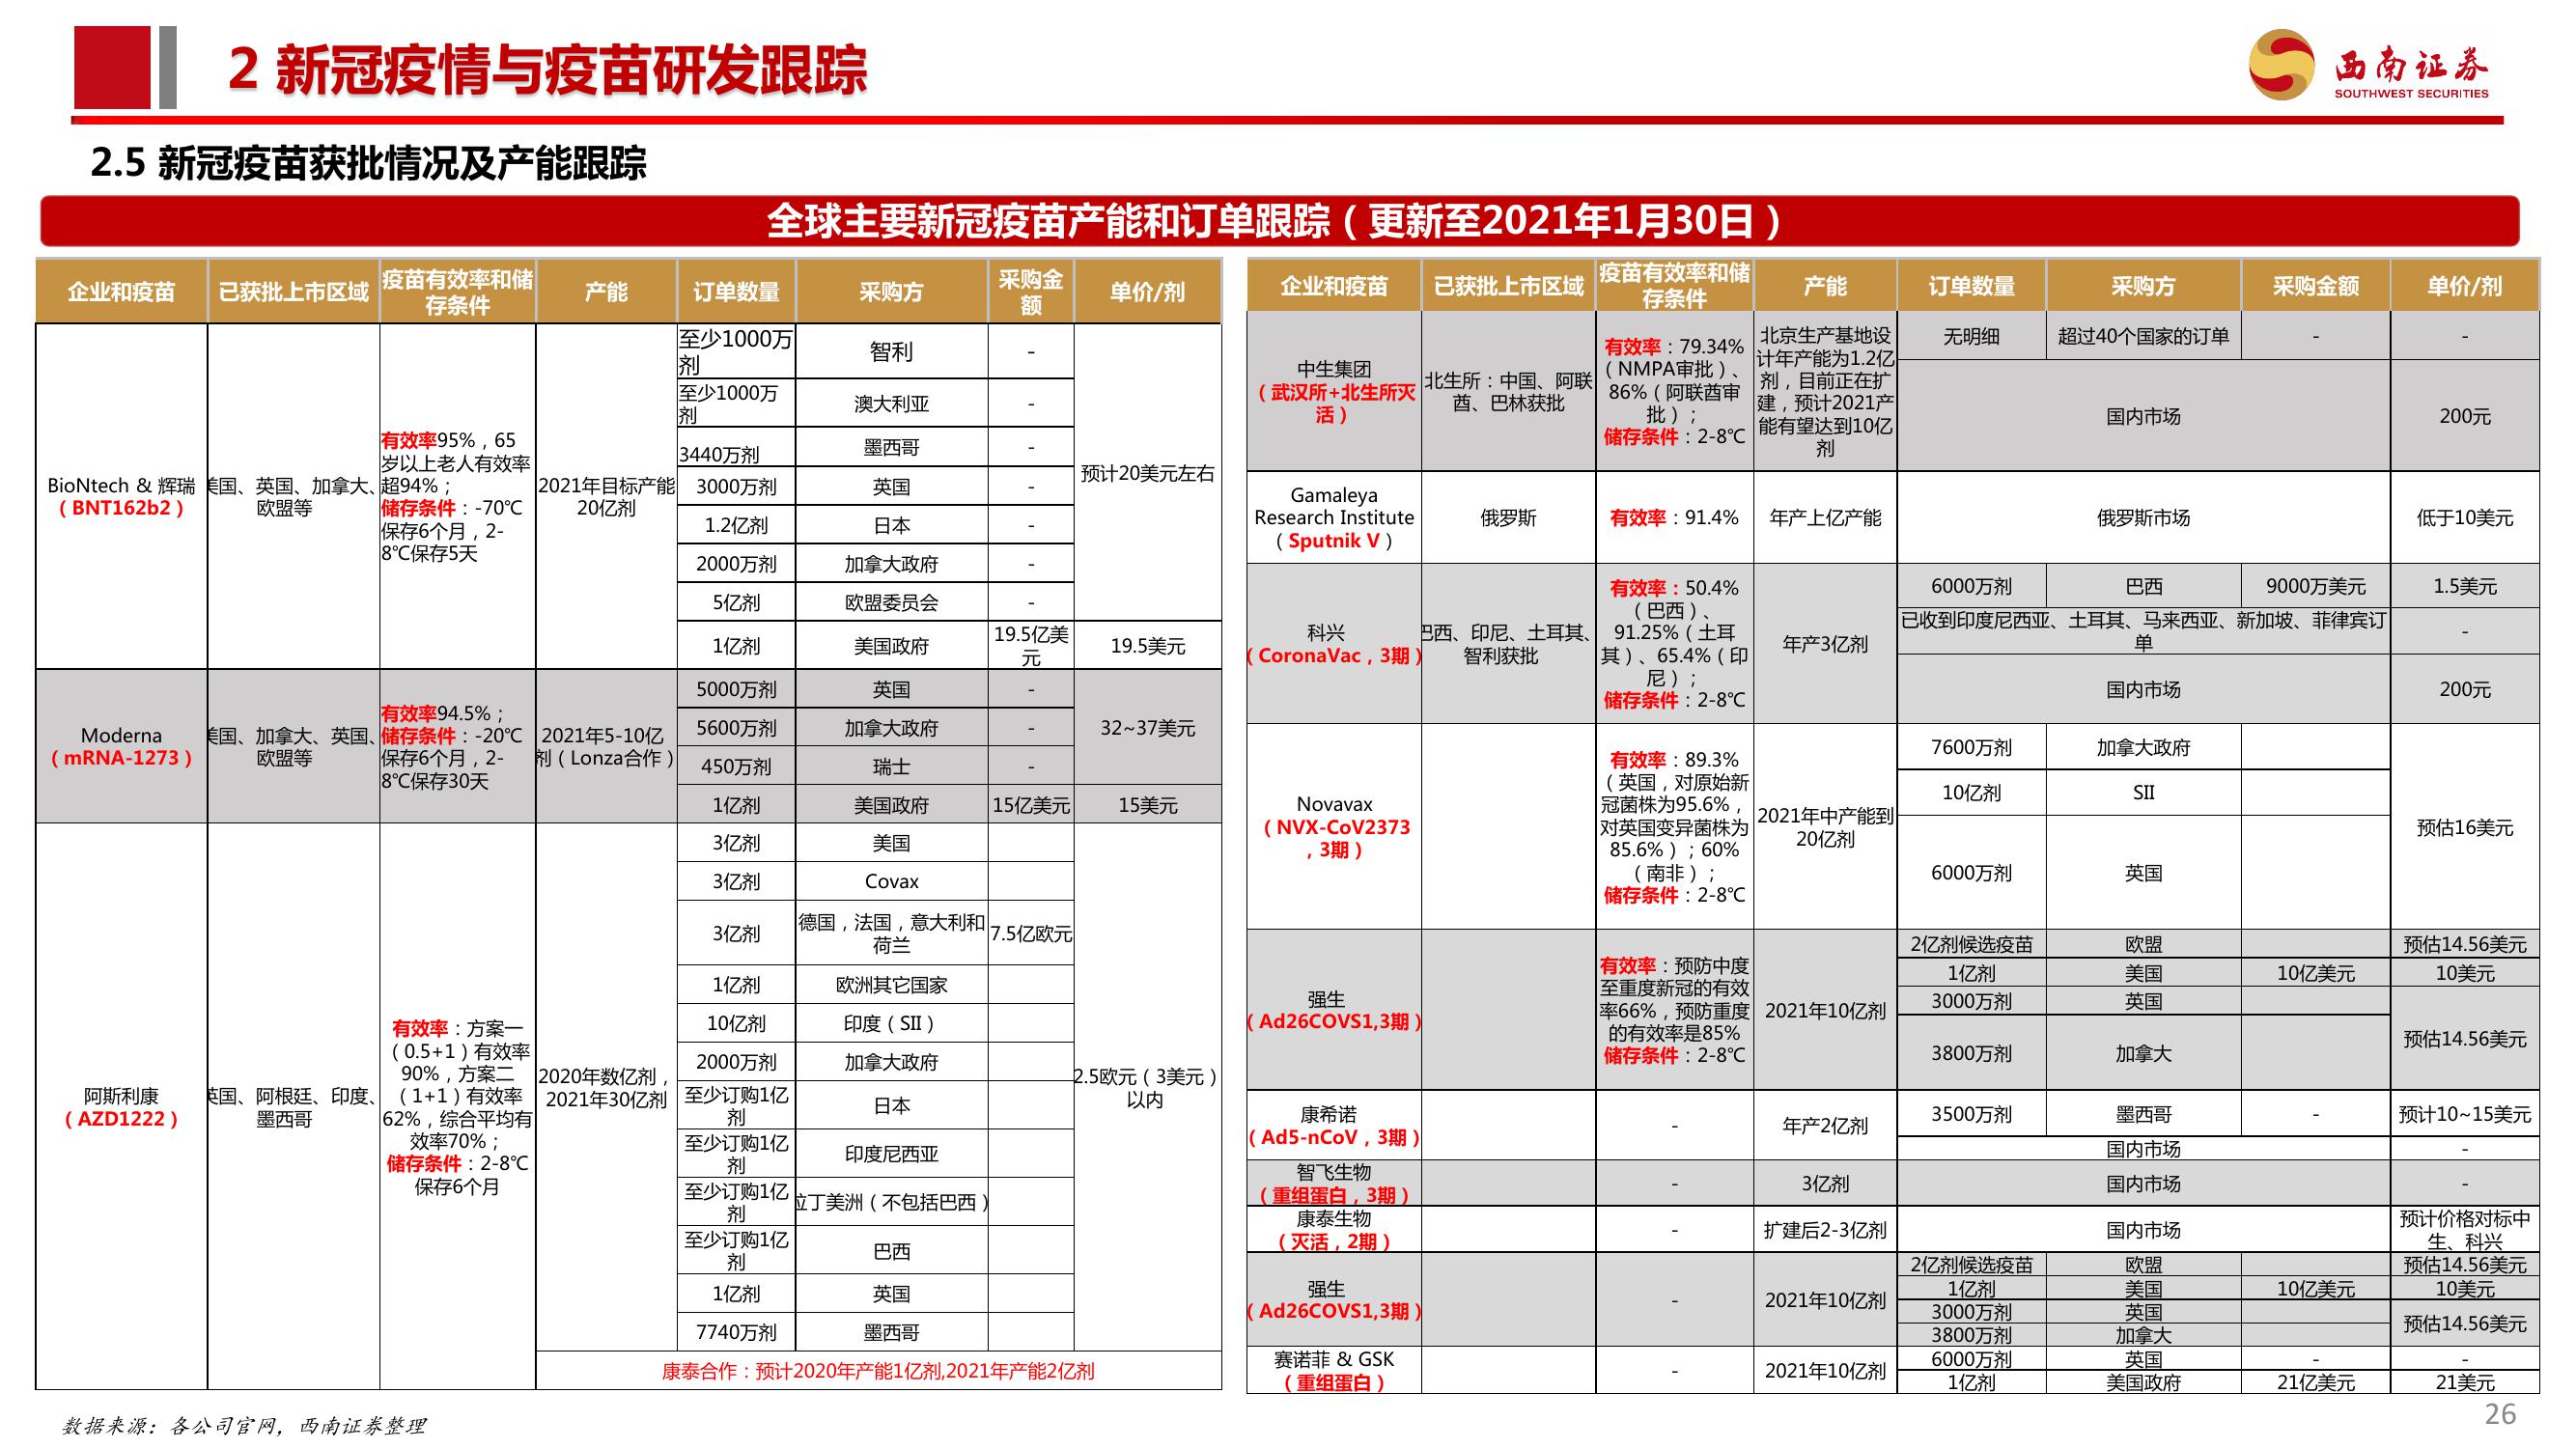 2 新冠疫情与疫苗研发跟踪
西南证券
SOUTHWEST SECURITIES
2.5 新冠疫苗获批情况及产能跟踪
全球主要新冠疫苗产能和订单跟踪（更新至2021年1月30日）
企业和疫苗
已获批上市区域
疫苗有效率和储
存条件
产能
订单数量
采购方
采购金
额
单价/剂
BioNtech & 辉瑞
（BNT162b2）
美国、英国、加拿大、
欧盟等
有效率95%，65
岁以上老人有效率
超94%；
储存条件：-70℃
保存6个月，2-
8℃保存5天
2021年目标产能
20亿剂
至少1000万
剂
智利
-
预计20美元左右
至少1000万
剂
澳大利亚
-
3440万剂
墨西哥
-
3000万剂
英国
-
1.2亿剂
日本
-
2000万剂
加拿大政府
-
5亿剂
欧盟委员会
-
1亿剂
美国政府
19.5亿美
元
19.5美元
Moderna
（mRNA-1273）
美国、加拿大、英国、
欧盟等
有效率94.5%；
储存条件：-20℃
保存6个月，2-
8℃保存30天
2021年5-10亿
剂（Lonza合作）
5000万剂
英国
-
32~37美元
5600万剂
加拿大政府
-
450万剂
瑞士
-
1亿剂
美国政府
15亿美元
15美元
阿斯利康
（AZD1222）
英国、阿根廷、印度、
墨西哥
有效率：方案一
（0.5+1）有效率
90%，方案二
（1+1）有效率
62%，综合平均有
效率70%；
储存条件：2-8℃
保存6个月
2020年数亿剂，
2021年30亿剂
3亿剂
美国
2.5欧元（3美元）
以内
3亿剂
Covax
3亿剂
德国，法国，意大利和
荷兰
7.5亿欧元
1亿剂
欧洲其它国家
10亿剂
印度（SII）
2000万剂
加拿大政府
至少订购1亿
剂
日本
至少订购1亿
剂
印度尼西亚
至少订购1亿
剂
拉丁美洲（不包括巴西）
至少订购1亿
剂
巴西
1亿剂
英国
7740万剂
墨西哥
康泰合作：预计2020年产能1亿剂,2021年产能2亿剂
企业和疫苗
已获批上市区域
疫苗有效率和储
存条件
产能
订单数量
采购方
采购金额
单价/剂
中生集团
（武汉所+北生所灭
活）
北生所：中国、阿联
酋、巴林获批
有效率：79.34%
（NMPA审批）、
86%（阿联酋审
批）；
储存条件：2-8℃
北京生产基地设
计年产能为1.2亿
剂，目前正在扩
建，预计2021产
能有望达到10亿
剂
无明细
超过40个国家的订单
-
-
国内市场
200元
Gamaleya
Research Institute
（Sputnik V）
俄罗斯
有效率：91.4%
年产上亿产能
俄罗斯市场
低于10美元
科兴
（CoronaVac，3期）
巴西、印尼、土耳其、
智利获批
有效率：50.4%
（巴西）、
91.25%（土耳
其）、65.4%（印
尼）；
储存条件：2-8℃
年产3亿剂
6000万剂
巴西
9000万美元
1.5美元
已收到印度尼西亚、土耳其、马来西亚、新加坡、菲律宾订
单
-
国内市场
200元
Novavax
（NVX-CoV2373
，3期）
有效率：89.3%
（英国，对原始新
冠菌株为95.6%，
对英国变异菌株为
85.6%）；60%
（南非）；
储存条件：2-8℃
2021年中产能到
20亿剂
7600万剂
加拿大政府
预估16美元
10亿剂
SII
6000万剂
英国
强生
（Ad26COVS1,3期）
有效率：预防中度
至重度新冠的有效
率66%，预防重度
的有效率是85%
储存条件：2-8℃
2021年10亿剂
2亿剂候选疫苗
欧盟
预估14.56美元
1亿剂
美国
10亿美元
10美元
3000万剂
英国
预估14.56美元
3800万剂
加拿大
康希诺
（Ad5-nCoV，3期）
-
年产2亿剂
3500万剂
墨西哥
-
预计10~15美元
国内市场
-
智飞生物
（重组蛋白，3期）
-
3亿剂
国内市场
-
康泰生物
（灭活，2期）
-
扩建后2-3亿剂
国内市场
预计价格对标中
生、科兴
强生
（Ad26COVS1,3期）
-
2021年10亿剂
2亿剂候选疫苗
欧盟
预估14.56美元
1亿剂
美国
10亿美元
10美元
3000万剂
英国
预估14.56美元
3800万剂
加拿大
赛诺菲 & GSK
（重组蛋白）
-
2021年10亿剂
6000万剂
英国
-
-
1亿剂
美国政府
21亿美元
21美元
数据来源：各公司官网，西南证券整理
26